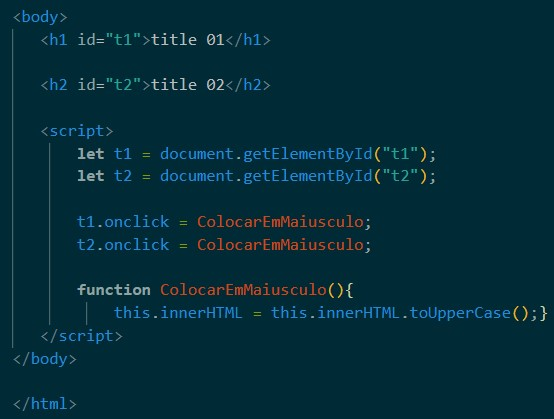 <body>
<h1 id="t1">title 01</h1>
<h2 id="t2">title 02</h2>
<script>
let t1 = document.getElementById("t1");
let t2 = document.getElementById("t2");
t1.onclick = ColocarEmMaiusculo;
t2.onclick = ColocarEmMaiusculo;
function ColocarEmMaiusculo(){
this.innerHTML = this.innerHTML.toUpperCase();}
</script>
</body>
</html>